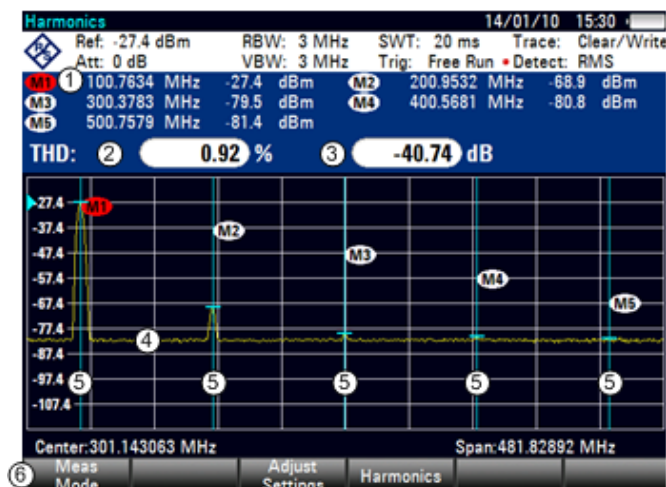 Harmonics 14/01/10 15:30
Ref: -27.4 dBm RBW: 3 MHz SWT: 20 ms Trace: Clear/Write
Att: 0 dB VBW: 3 MHz Trig: Free Run • Detect: RMS
M1 1 100.7634 MHz -27.4 dBm M2 200.9532 MHz -68.9 dBm
M3 300.3783 MHz -79.5 dBm M4 400.5681 MHz -80.8 dBm
M5 500.7579 MHz -81.4 dBm
THD: 2 0.92 % 3 -40.74 dB
-27.4 M1
-37.4 M2
-47.4 M3
-57.4 M4
-67.4 M5
-77.4
4
-87.4
-97.4 5 5 5 5 5
-107.4
Center:301.143063 MHz Span:481.82892 MHz
6 Meas Mode Adjust Settings Harmonics